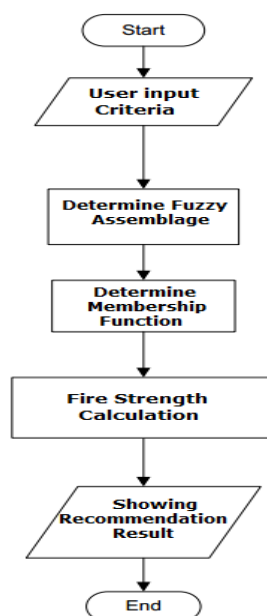 Start
User input
Criteria
Determine Fuzzy
Assemblage
Determine
Membership
Function
Fire Strength
Calculation
Showing
Recommendation
Result
End